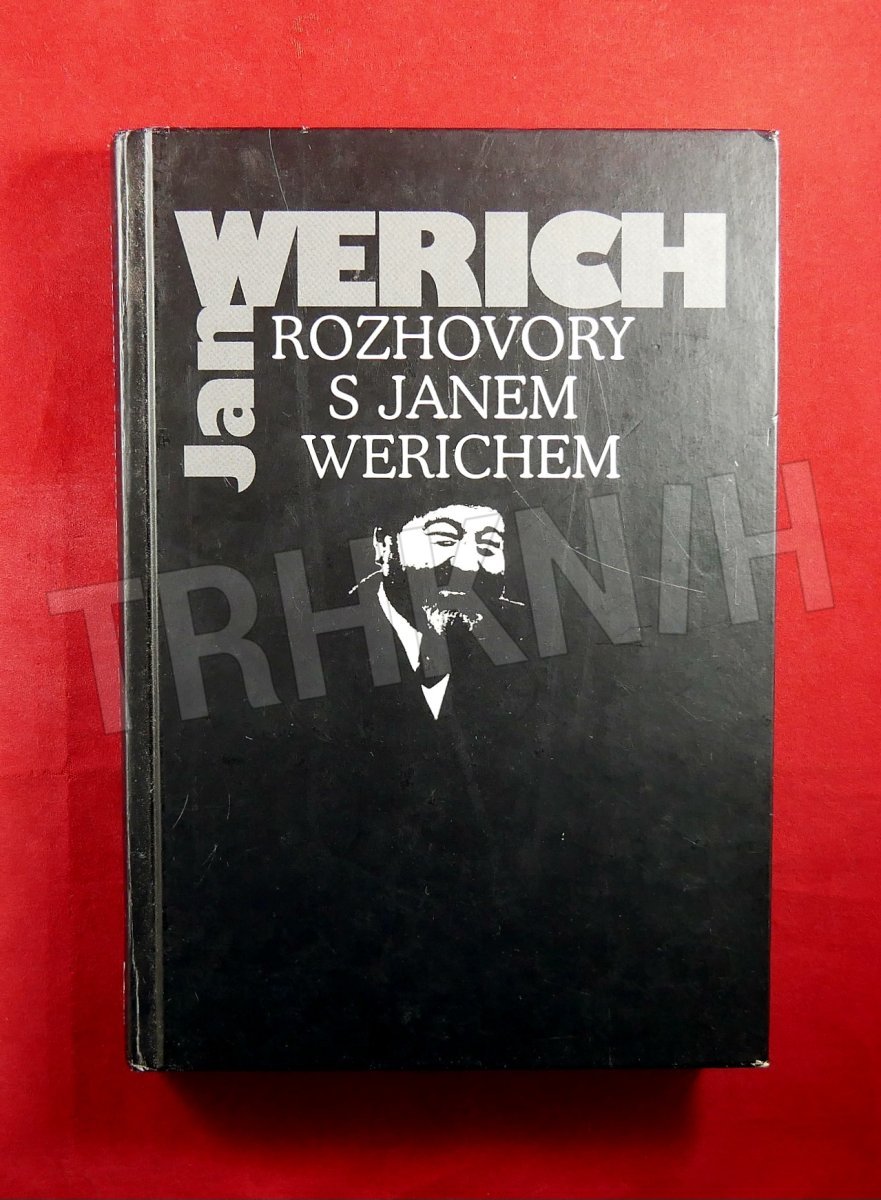 WERICH
Jan
ROZHOVORY
S JANEM
WERICHEM
TRHKNIH